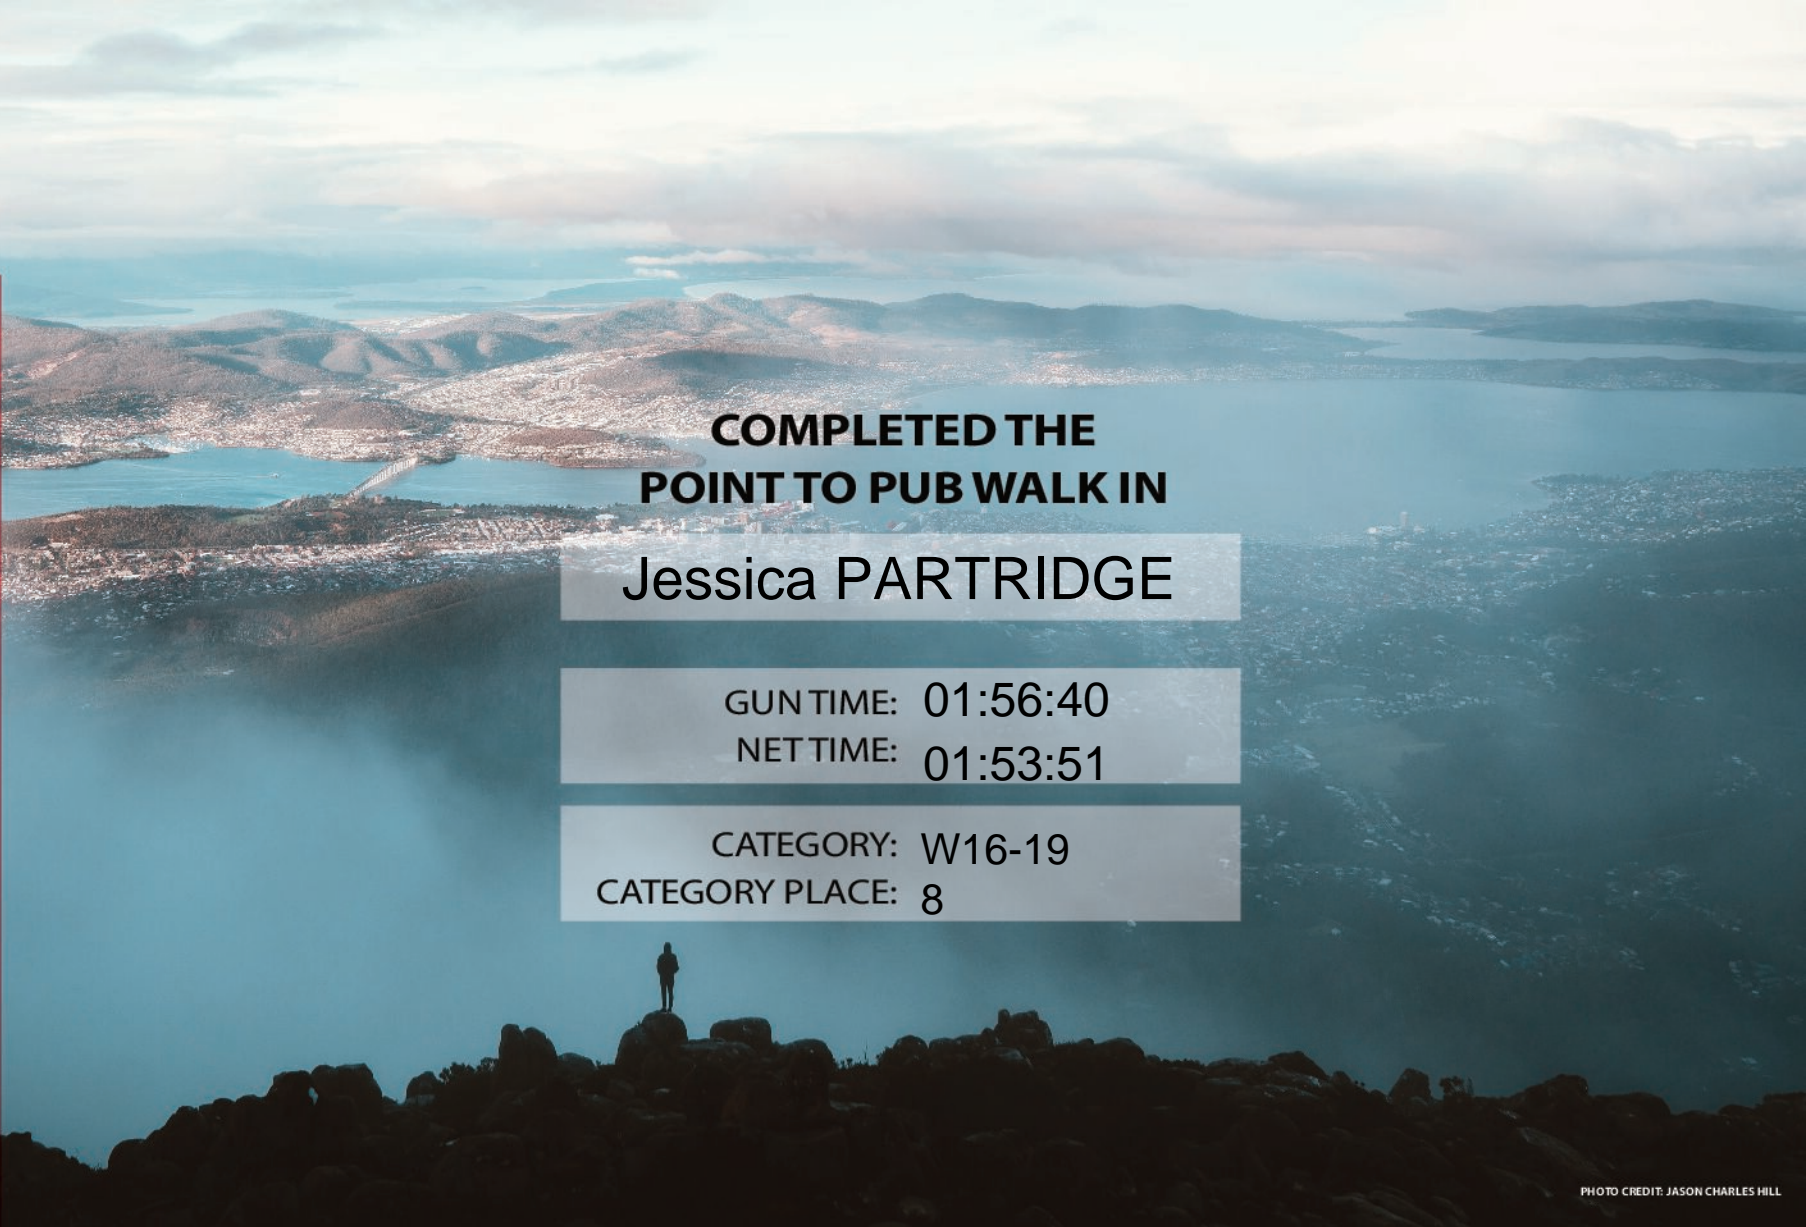 COMPLETED THE
POINT TO PUB WALK IN
Jessica PARTRIDGE
GUN TIME: 01:56:40
NET TIME: 01:53:51
CATEGORY: W16-19
CATEGORY PLACE: 8
PHOTO CREDIT: JASON CHARLES HILL